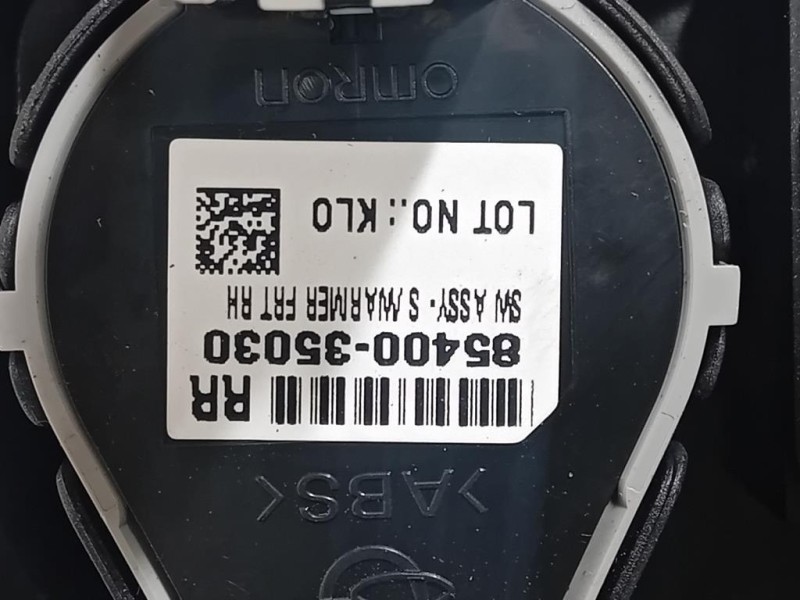 >ABS<
RR
85400-35030
SW ASSY- S/WARMER FRT RH
LOT NO.: KLO
OMRON